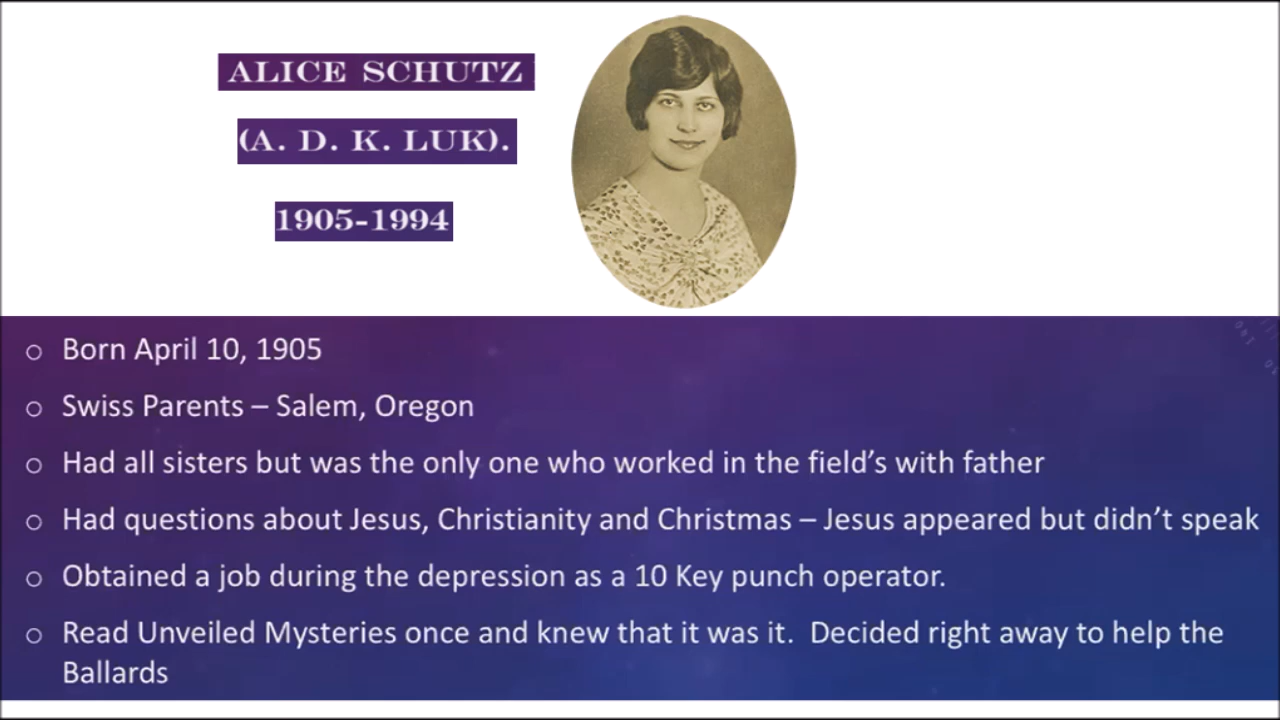 ALICE SCHUTZ
(A. D. K. LUK).
1905-1994
○ Born April 10, 1905
○ Swiss Parents – Salem, Oregon
○ Had all sisters but was the only one who worked in the field’s with father
○ Had questions about Jesus, Christianity and Christmas – Jesus appeared but didn’t speak
○ Obtained a job during the depression as a 10 Key punch operator.
○ Read Unveiled Mysteries once and knew that it was it.  Decided right away to help the
Ballards